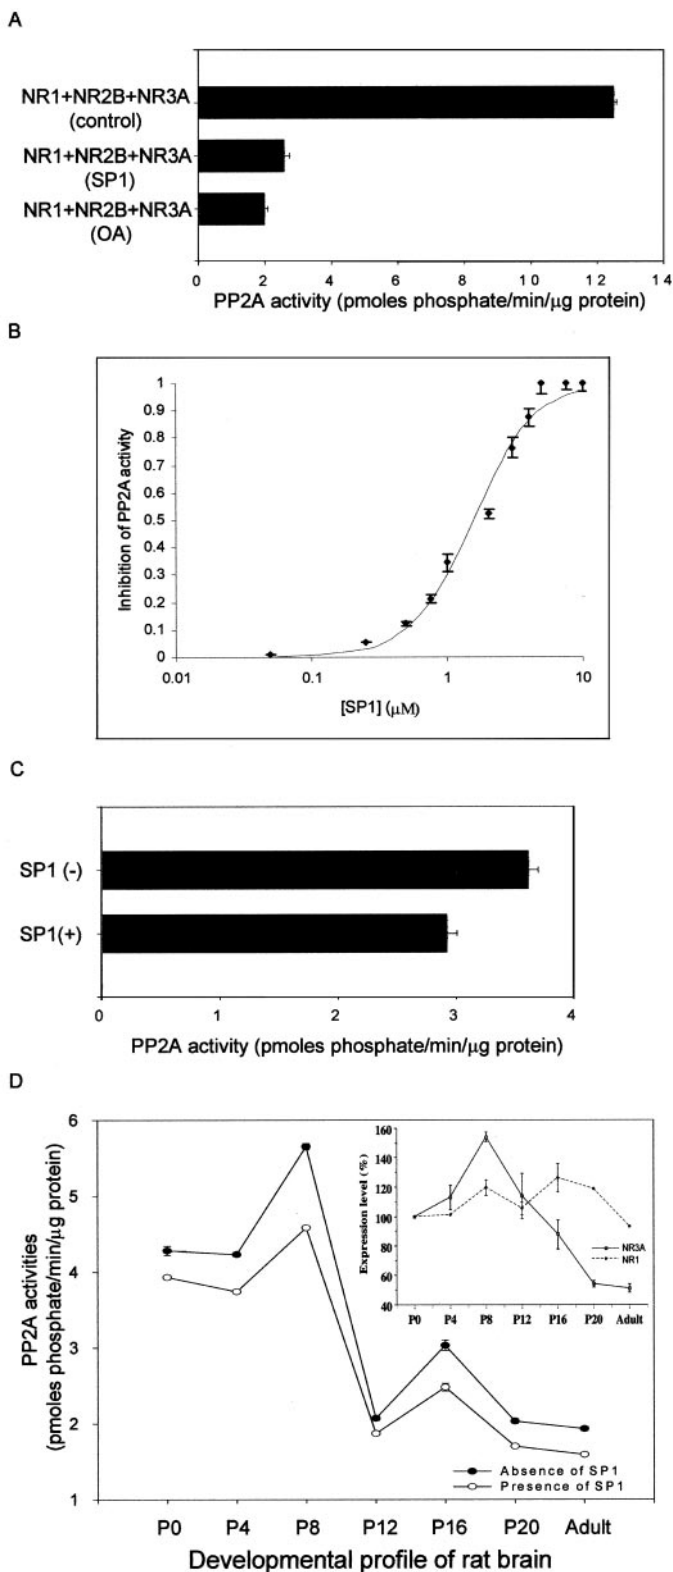 A
NR1+NR2B+NR3A
(control)
NR1+NR2B+NR3A
(SP1)
NR1+NR2B+NR3A
(OA)
0 2 4 6 8 10 12 14
PP2A activity (pmoles phosphate/min/µg protein)
B
1
0.9
0.8
0.7
0.6
0.5
0.4
0.3
0.2
0.1
0
Inhibition of PP2A activity
0.01 0.1 1 10
[SP1] (µM)
C
SP1 (-)
SP1(+)
0 1 2 3 4
PP2A activity (pmoles phosphate/min/µg protein)
D
6
5
4
3
2
1
PP2A activities
(pmoles phosphate/min/µg protein)
160
140
120
100
80
60
40
Expression level (%)
NR3A
NR1
P0 P4 P8 P12 P16 P20 Adult
Absence of SP1
Presence of SP1
P0 P4 P8 P12 P16 P20 Adult
Developmental profile of rat brain